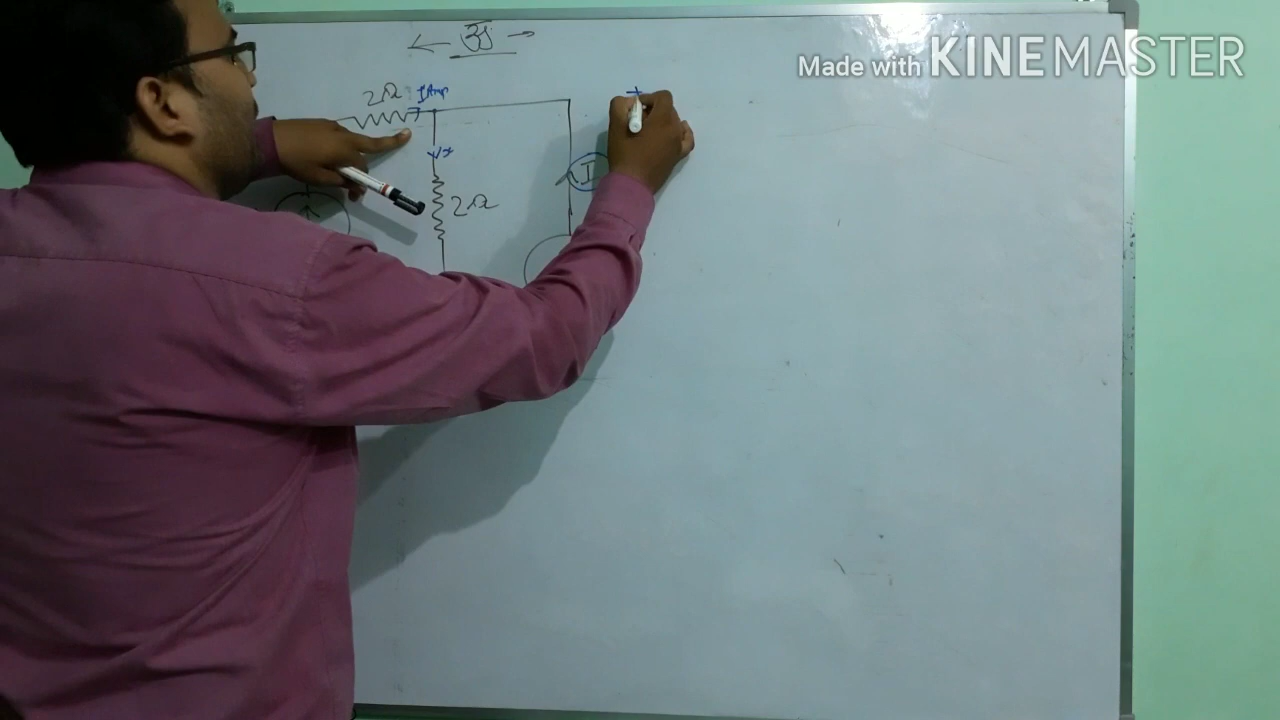 ← ॐ →
Made with KINEMASTER
2Ω 1Amp
x
2Ω
I